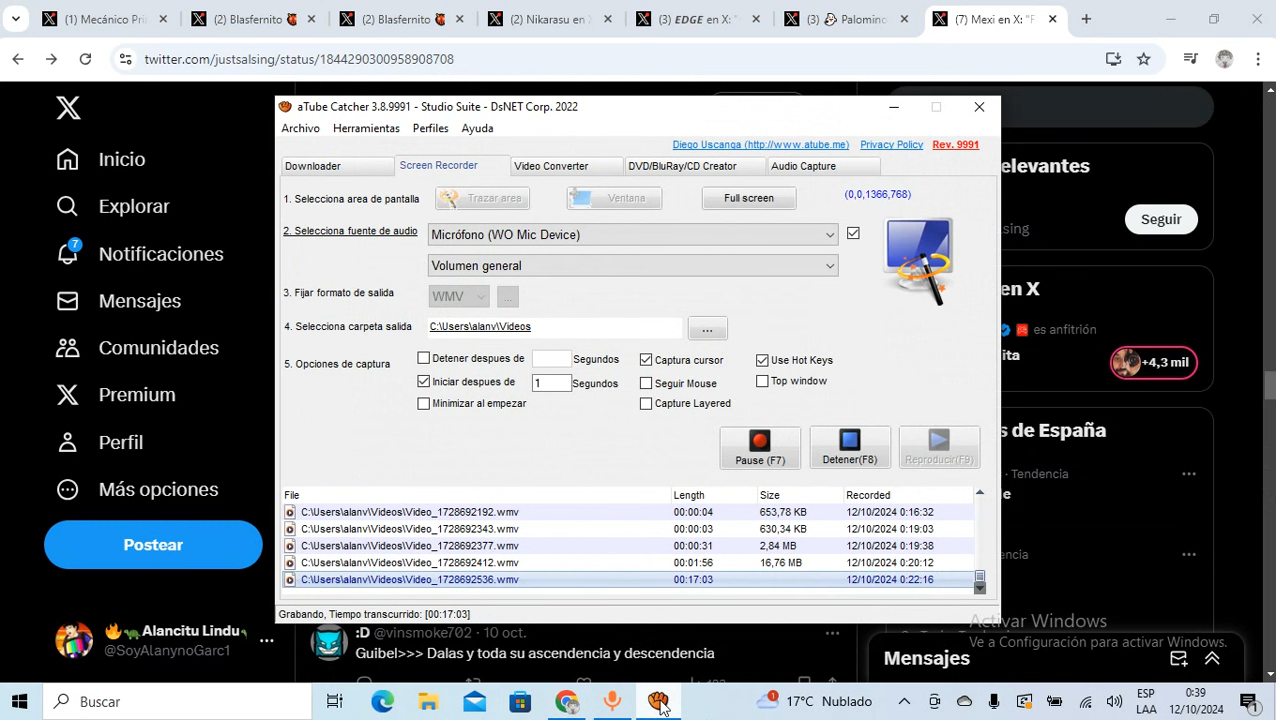 (1) Mecánico Pri
(2) Blasfernito
(2) Blasfernito
(2) Nikarasu en
(3) EDGE en X: "
(3) Palomino
(7) Mexi en X: "F
twitter.com/justsalsing/status/1844290300958908708
aTube Catcher 3.8.9991 - Studio Suite - DsNET Corp. 2022
Archivo Herramientas Perfiles Ayuda
Diego Uscanga (http://www.atube.me) Privacy Policy Rev. 9991
Downloader Screen Recorder Video Converter DVD/BluRay/CD Creator Audio Capture
1. Selecciona area de pantalla Trazar area Ventana Full screen (0,0,1366,768)
2. Selecciona fuente de audio Micrófono (WO Mic Device)
Volumen general
3. Fijar formato de salida WMV ...
4. Selecciona carpeta salida C:\Users\alanv\Videos ...
5. Opciones de captura Detener despues de Segundos Captura cursor Use Hot Keys
Iniciar despues de 1 Segundos Seguir Mouse Top window
Minimizar al empezar Capture Layered
Pause (F7) Detener(F8) Reproducir(F9)
File Length Size Recorded
C:\Users\alanv\Videos\Video_1728692192.wmv 00:00:04 653,78 KB 12/10/2024 0:16:32
C:\Users\alanv\Videos\Video_1728692343.wmv 00:00:03 630,34 KB 12/10/2024 0:19:03
C:\Users\alanv\Videos\Video_1728692377.wmv 00:00:31 2,84 MB 12/10/2024 0:19:38
C:\Users\alanv\Videos\Video_1728692412.wmv 00:01:56 16,76 MB 12/10/2024 0:20:12
C:\Users\alanv\Videos\Video_1728692536.wmv 00:17:03 12/10/2024 0:22:16
Grabando, Tiempo transcurrido: [00:17:03]
Inicio
Explorar
7
Notificaciones
Mensajes
Comunidades
Premium
Perfil
Más opciones
Postear
Alancitu Lindu
@SoyAlanynoGarc1
:D @vinsmoke702 · 10 oct.
Guibel>>> Dalas y toda su ascendencia y descendencia
elevantes
sing
Seguir
en X
es anfitrión
ita
+4,3 mil
s de España
Tendencia
e
encia
Activar Windows
Ve a Configuración para activar Windows.
Mensajes
Buscar
1
17°C Nublado
ESP
LAA
0:39
12/10/2024
1